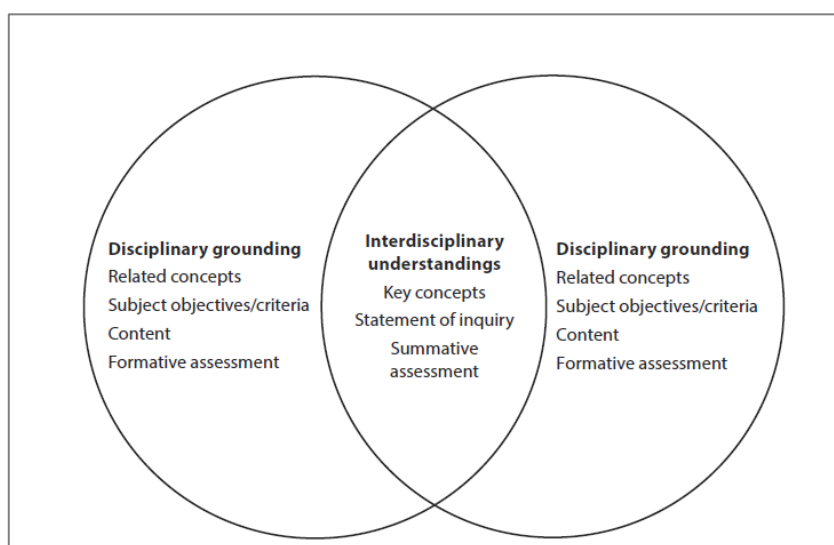 Disciplinary grounding
Related concepts
Subject objectives/criteria
Content
Formative assessment
Interdisciplinary
understandings
Key concepts
Statement of inquiry
Summative
assessment
Disciplinary grounding
Related concepts
Subject objectives/criteria
Content
Formative assessment